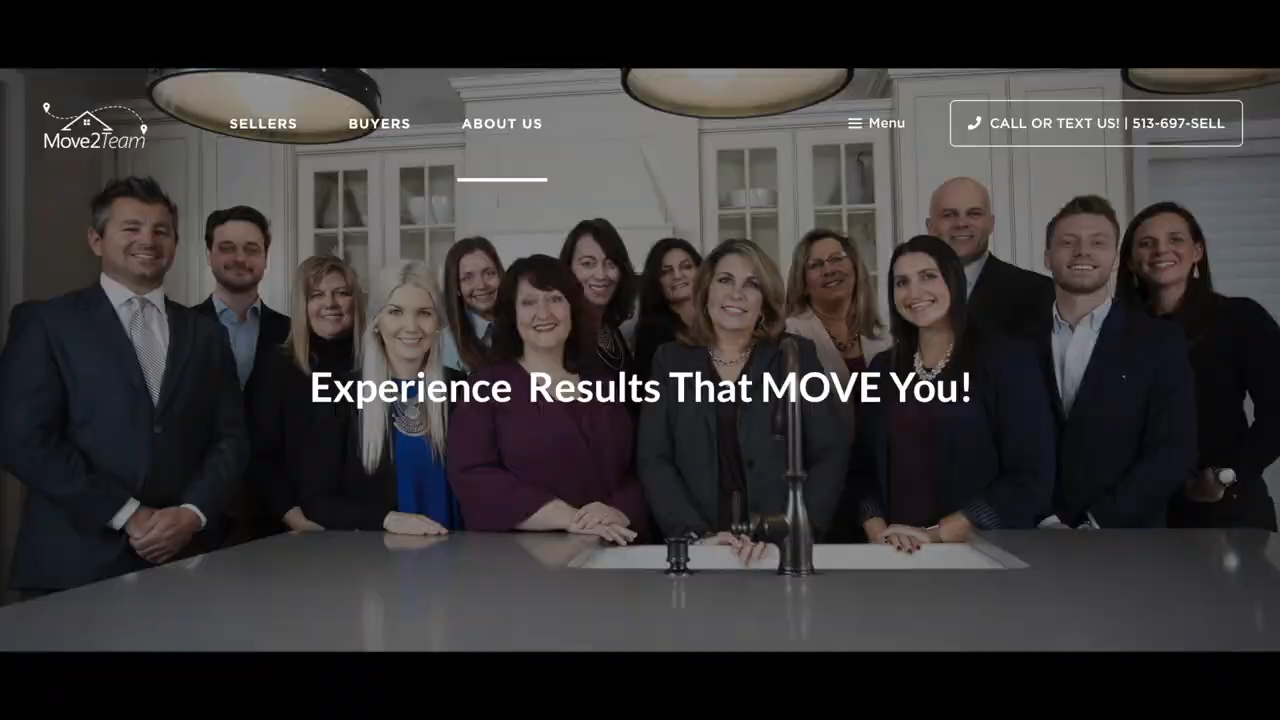 Move2Team
SELLERS
BUYERS
ABOUT US
Menu
CALL OR TEXT US! | 513-697-SELL
Experience Results That MOVE You!